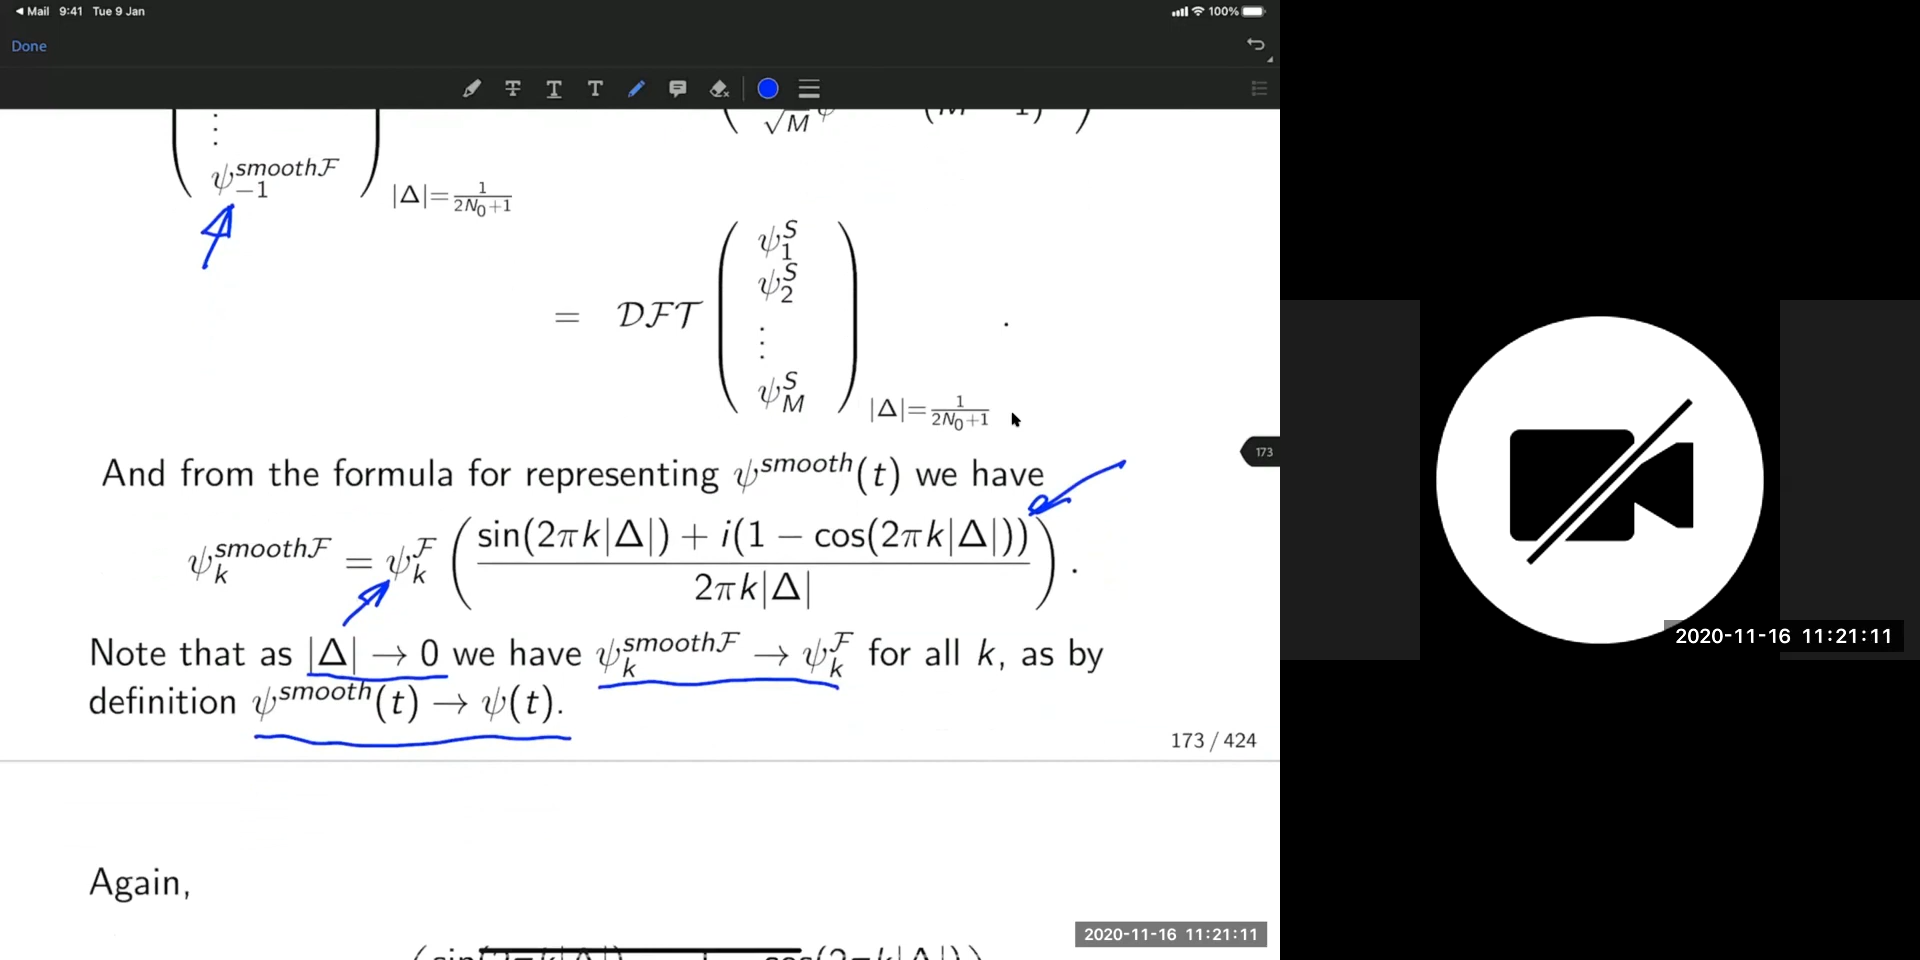 Mail 9:41 Tue 9 Jan 100%
Done
T T T
⋮
ψ_{-1}^{smoothℱ}
|Δ|=1/(2N₀+1)
√M
= 𝒟ℱ𝒯 ( ψ_1^S
ψ_2^S
⋮
ψ_M^S ) |Δ|=1/(2N₀+1) .
And from the formula for representing ψ^{smooth}(t) we have
173
ψ_k^{smoothℱ} = ψ_k^ℱ ( (sin(2πk|Δ|) + i(1 − cos(2πk|Δ|))) / (2πk|Δ|) ) .
Note that as |Δ| → 0 we have ψ_k^{smoothℱ} → ψ_k^ℱ for all k, as by
definition ψ^{smooth}(t) → ψ(t).
173 / 424
Again,
2020-11-16 11:21:11
2020-11-16 11:21:11